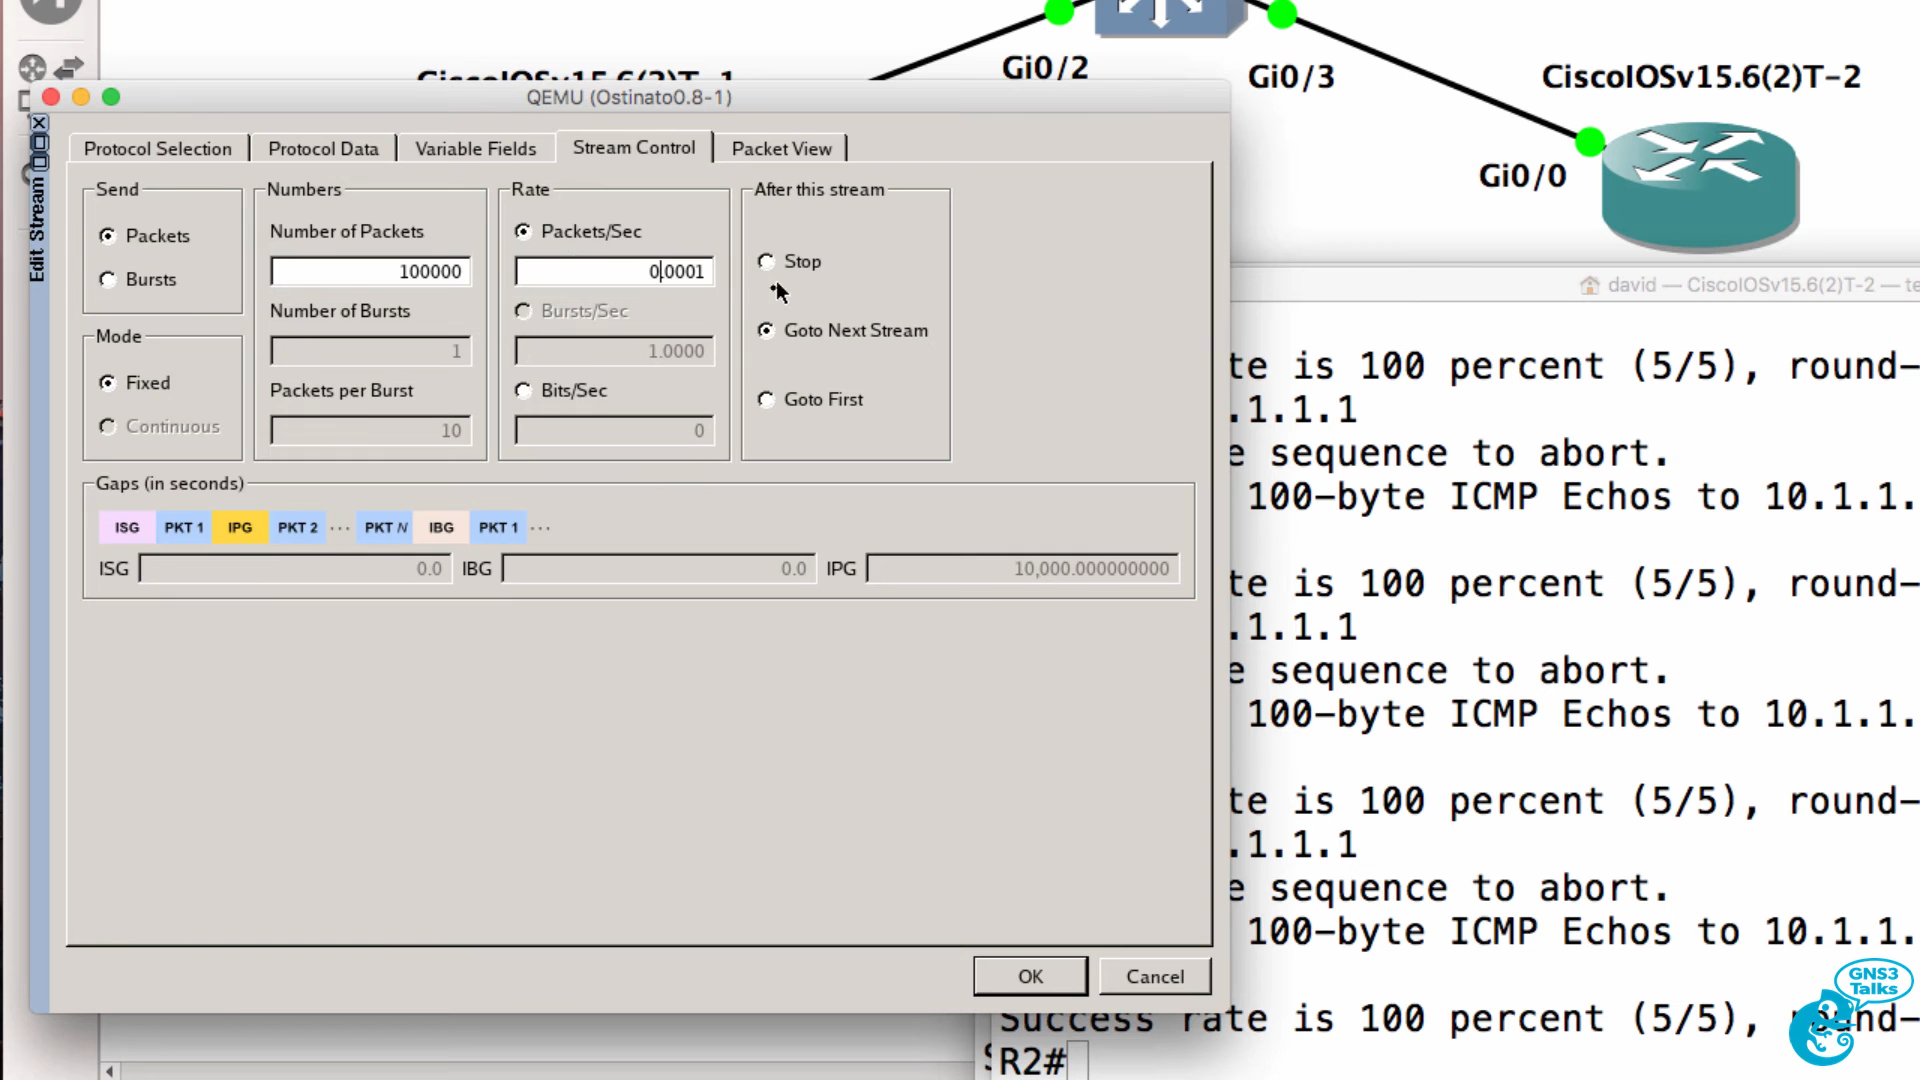 Gi0/2
Gi0/3
CiscoIOSv15.6(2)T-2
CiscoIOSv15.6(2)T-1
Gi0/0
QEMU (Ostinato0.8-1)
Edit Stream
Protocol Selection
Protocol Data
Variable Fields
Stream Control
Packet View
Send
Packets
Bursts
Mode
Fixed
Continuous
Numbers
Number of Packets
100000
Number of Bursts
1
Packets per Burst
10
Rate
Packets/Sec
0.0001
Bursts/Sec
1.0000
Bits/Sec
0
After this stream
Stop
Goto Next Stream
Goto First
Gaps (in seconds)
ISG PKT 1 IPG PKT 2 ··· PKT N IBG PKT 1 ···
ISG 0.0 IBG 0.0 IPG 10,000.000000000
OK
Cancel
david — CiscoIOSv15.6(2)T-2 — te
te is 100 percent (5/5), round-
.1.1.1
e sequence to abort.
100-byte ICMP Echos to 10.1.1.
te is 100 percent (5/5), round-
.1.1.1
e sequence to abort.
100-byte ICMP Echos to 10.1.1.
te is 100 percent (5/5), round-
.1.1.1
e sequence to abort.
100-byte ICMP Echos to 10.1.1.
Success rate is 100 percent (5/5), round-
R2#
GNS3
Talks